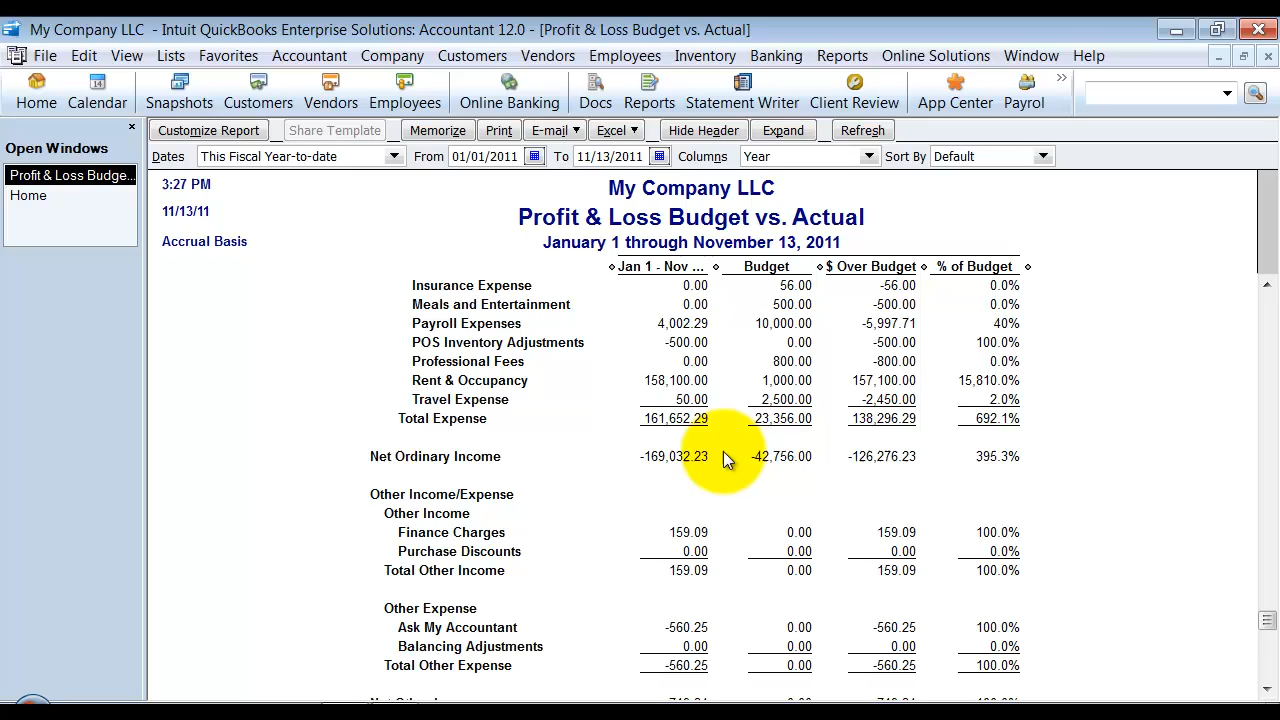 My Company LLC - Intuit QuickBooks Enterprise Solutions: Accountant 12.0 - [Profit & Loss Budget vs. Actual]
File Edit View Lists Favorites Accountant Company Customers Vendors Employees Inventory Banking Reports Online Solutions Window Help
Home Calendar Snapshots Customers Vendors Employees Online Banking Docs Reports Statement Writer Client Review App Center Payrol
Customize Report Share Template Memorize Print E-mail Excel Hide Header Expand Refresh
Open Windows
Dates This Fiscal Year-to-date From 01/01/2011 To 11/13/2011 Columns Year Sort By Default
Profit & Loss Budge...
Home
3:27 PM
11/13/11
Accrual Basis
My Company LLC
Profit & Loss Budget vs. Actual
January 1 through November 13, 2011
Jan 1 - Nov ... Budget $ Over Budget % of Budget
Insurance Expense 0.00 56.00 -56.00 0.0%
Meals and Entertainment 0.00 500.00 -500.00 0.0%
Payroll Expenses 4,002.29 10,000.00 -5,997.71 40%
POS Inventory Adjustments -500.00 0.00 -500.00 100.0%
Professional Fees 0.00 800.00 -800.00 0.0%
Rent & Occupancy 158,100.00 1,000.00 157,100.00 15,810.0%
Travel Expense 50.00 2,500.00 -2,450.00 2.0%
Total Expense 161,652.29 23,356.00 138,296.29 692.1%
Net Ordinary Income -169,032.23 -42,756.00 -126,276.23 395.3%
Other Income/Expense
Other Income
Finance Charges 159.09 0.00 159.09 100.0%
Purchase Discounts 0.00 0.00 0.00 0.0%
Total Other Income 159.09 0.00 159.09 100.0%
Other Expense
Ask My Accountant -560.25 0.00 -560.25 100.0%
Balancing Adjustments 0.00 0.00 0.00 0.0%
Total Other Expense -560.25 0.00 -560.25 100.0%